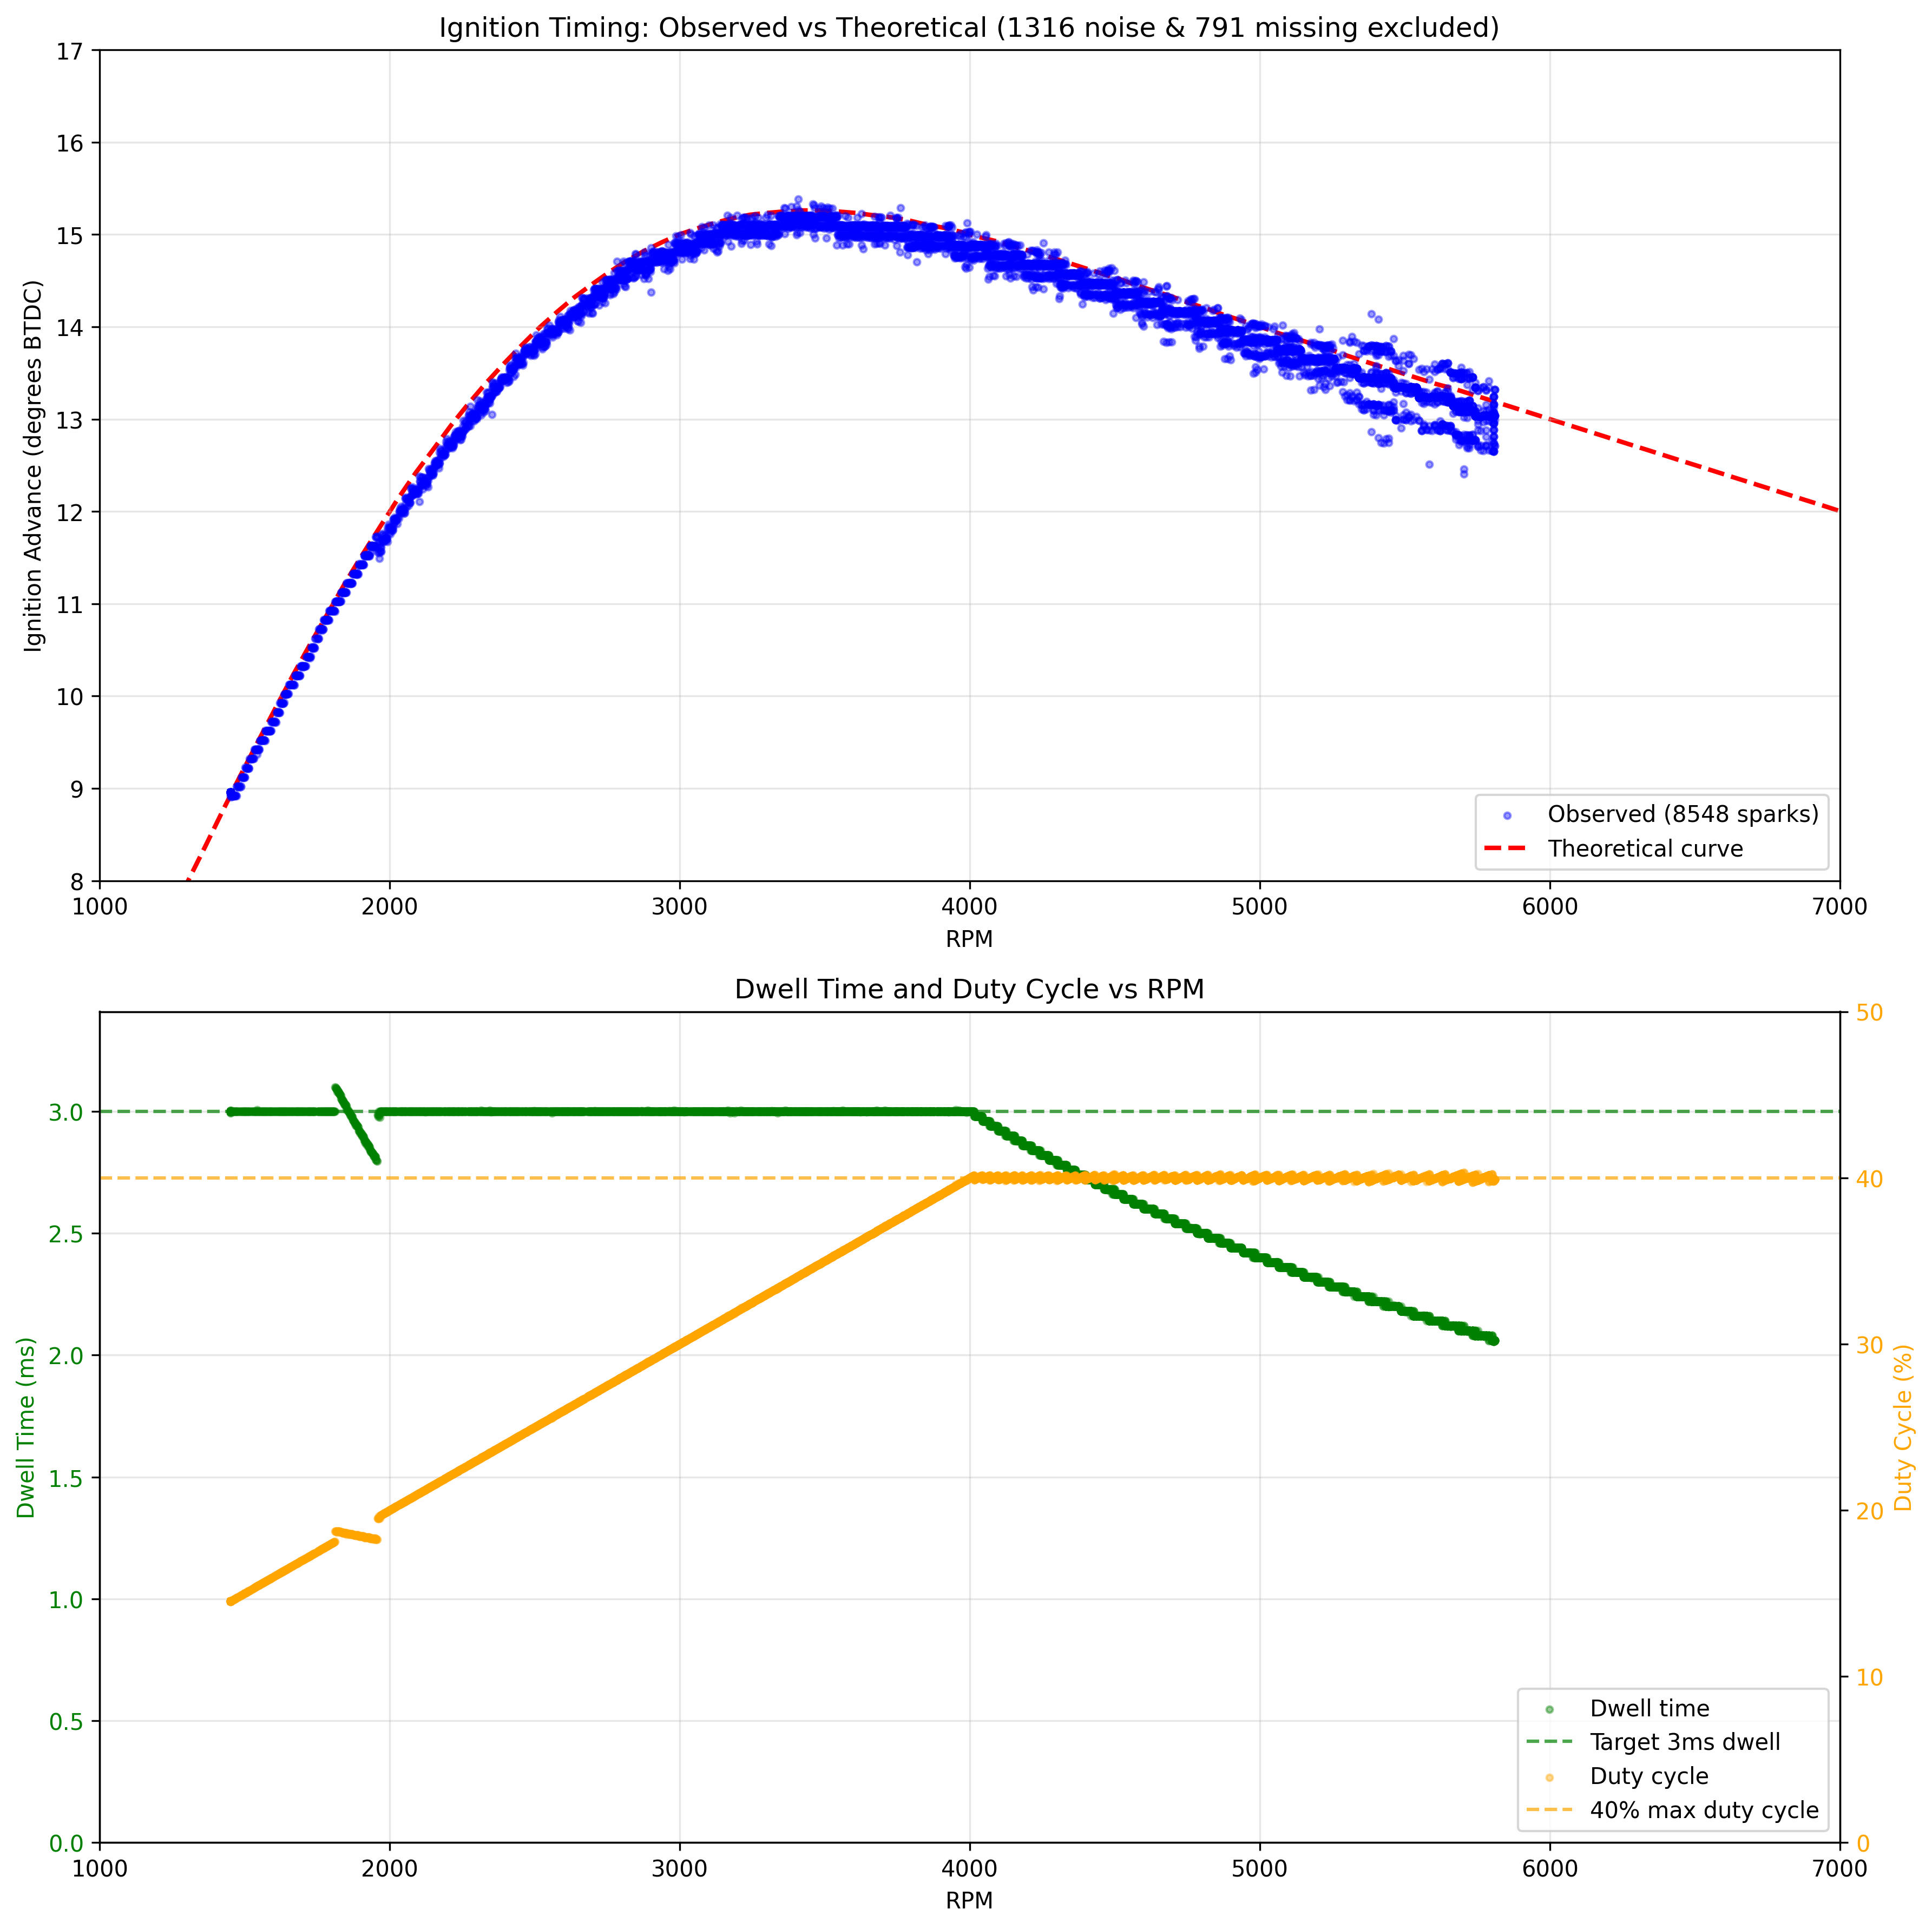 Ignition Timing: Observed vs Theoretical (1316 noise & 791 missing excluded)
17
16
15
14
13
12
11
10
9
8
Ignition Advance (degrees BTDC)
Observed (8548 sparks)
Theoretical curve
1000
2000
3000
4000
5000
6000
7000
RPM
Dwell Time and Duty Cycle vs RPM
3.0
2.5
2.0
1.5
1.0
0.5
0.0
Dwell Time (ms)
50
40
30
20
10
0
Duty Cycle (%)
Dwell time
Target 3ms dwell
Duty cycle
40% max duty cycle
1000
2000
3000
4000
5000
6000
7000
RPM